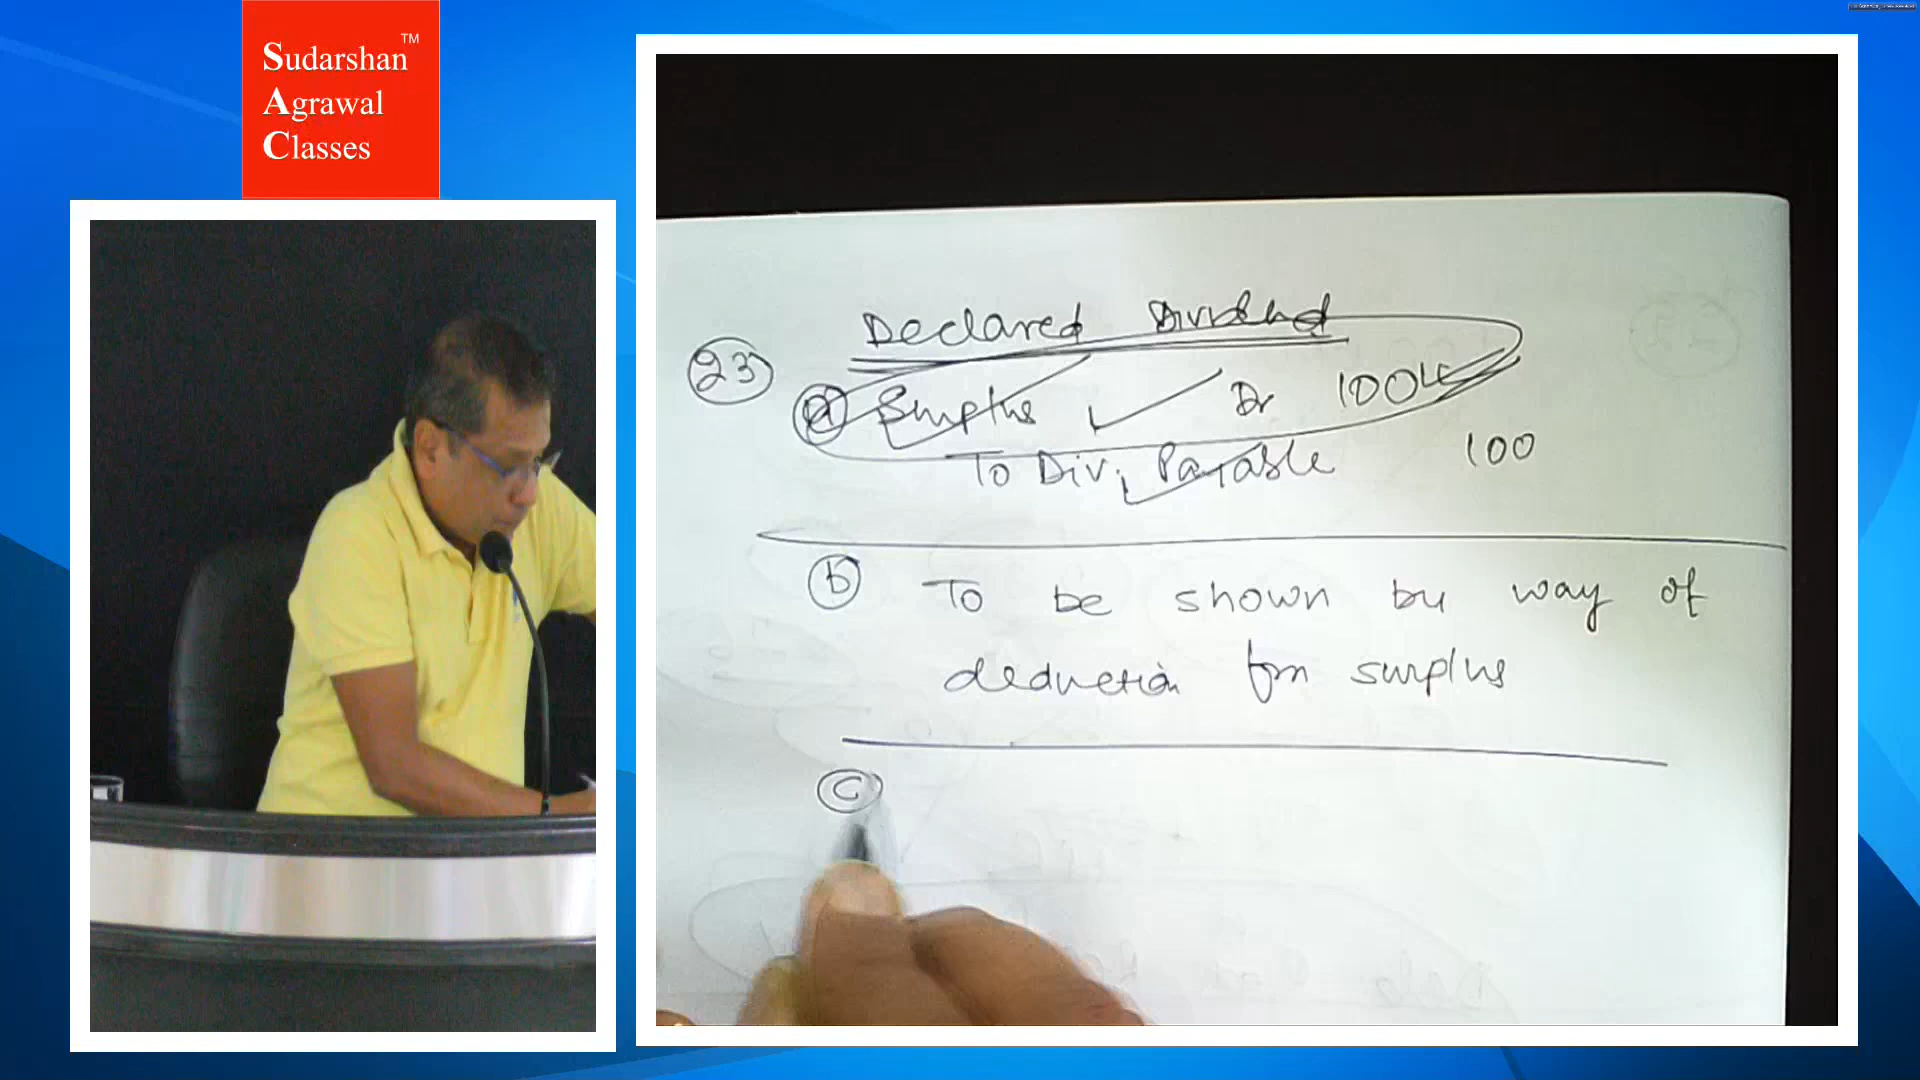 Sudarshan™
Agrawal
Classes
23
Declared Dividend
a Surplus Dr 100
To Div. Payable 100
b To be shown by way of
deduction from surplus
c